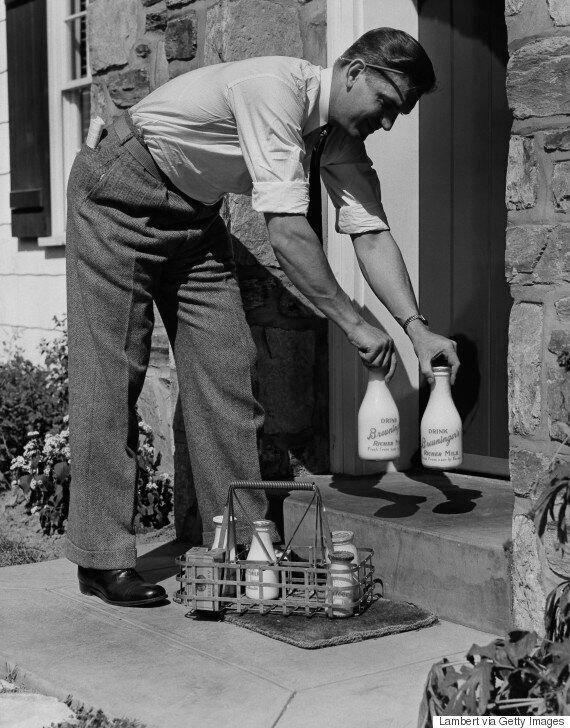 DRINK
Breuninger's
RICHER MILK
DRINK
Breuninger's
RICHER MILK
Lambert via Getty Images